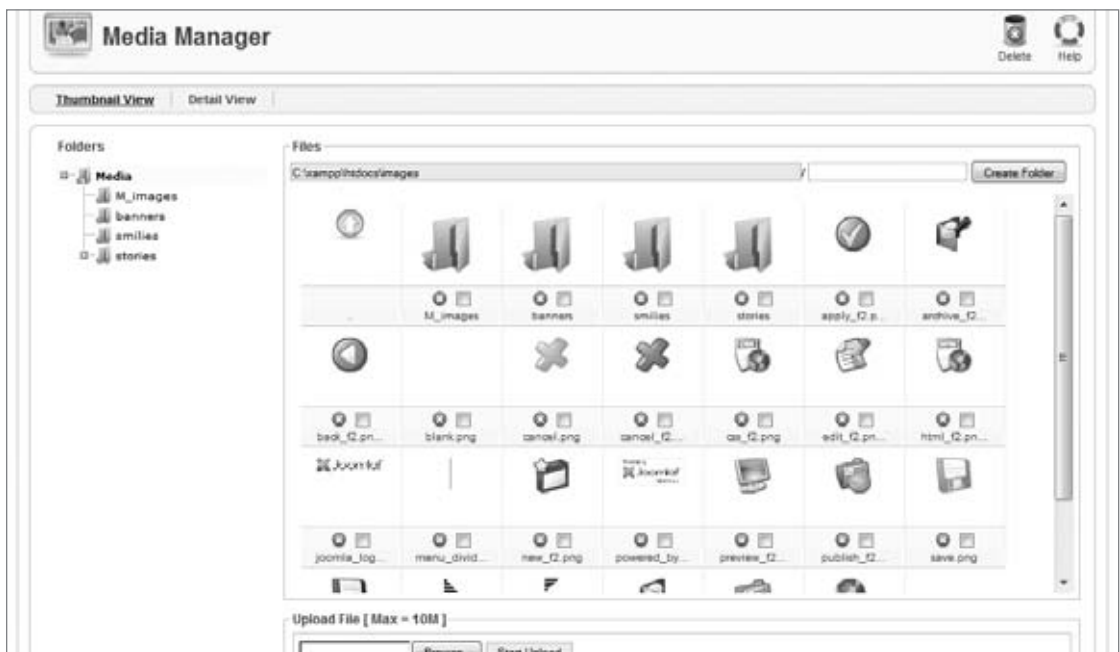 Media Manager
Delete
Help
Thumbnail View
Detail View
Folders
Media
M_images
banners
smilies
stories
Files
C:\xampp\htdocs\images
/
Create Folder
M_images
banners
smilies
stories
apply_f2.p...
archive_f2...
back_f2.pn...
blank.png
cancel.png
cancel_f2....
css_f2.png
edit_f2.pn...
html_f2.pn...
Joomla!
Joomla!
joomla_log...
menu_divid...
new_f2.png
powered_by...
preview_f2...
publish_f2...
save.png
Upload File [ Max = 10M ]
Browse...
Start Upload